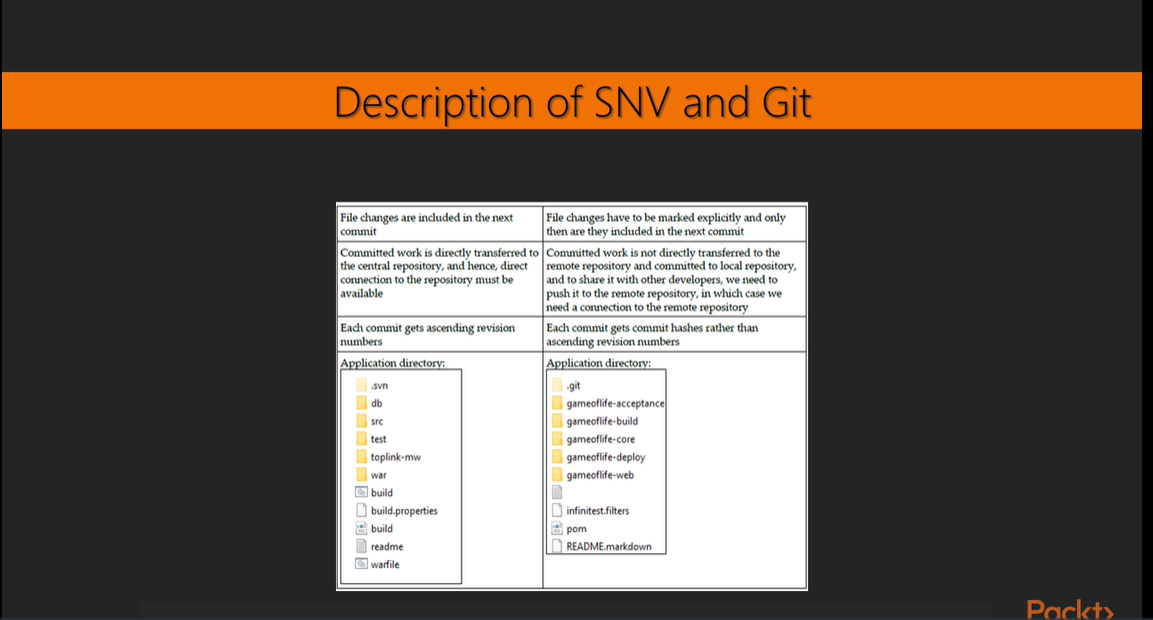 Description of SNV and Git
File changes are included in the next
commit
File changes have to be marked explicitly and only
then are they included in the next commit
Committed work is directly transferred to
the central repository, and hence, direct
connection to the repository must be
available
Committed work is not directly transferred to the
remote repository and committed to local repository,
and to share it with other developers, we need to
push it to the remote repository, in which case we
need a connection to the remote repository
Each commit gets ascending revision
numbers
Each commit gets commit hashes rather than
ascending revision numbers
Application directory:
.svn
db
src
test
toplink-mw
war
build
build.properties
build
readme
warfile
Application directory:
.git
gameoflife-acceptance
gameoflife-build
gameoflife-core
gameoflife-deploy
gameoflife-web
infinitest.filters
pom
README.markdown
Packt>